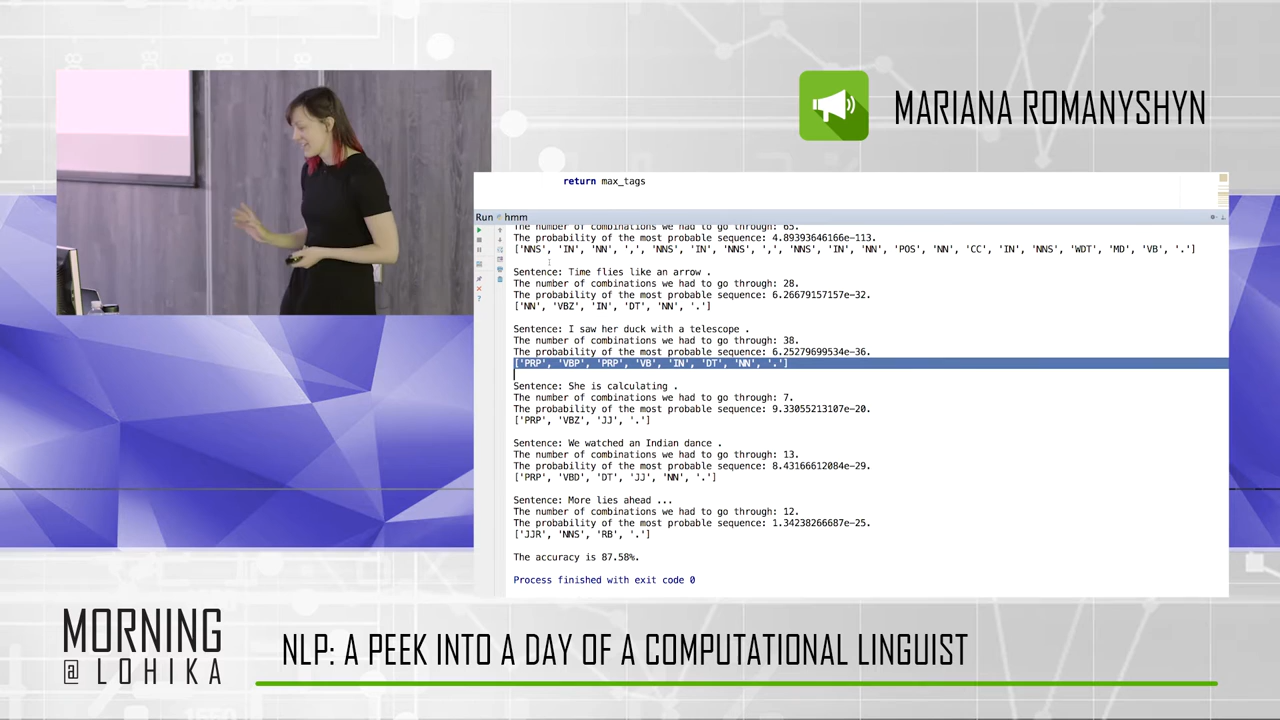 MARIANA ROMANYSHYN
return max_tags
Run hmm
The number of combinations we had to go through: 65.
The probability of the most probable sequence: 4.89393646166e-113.
['NNS', 'IN', 'NN', ',', 'NNS', 'IN', 'NNS', ',', 'NNS', 'IN', 'NN', 'POS', 'NN', 'CC', 'IN', 'NNS', 'WDT', 'MD', 'VB', '.']
Sentence: Time flies like an arrow .
The number of combinations we had to go through: 28.
The probability of the most probable sequence: 6.26679157157e-32.
['NN', 'VBZ', 'IN', 'DT', 'NN', '.']
Sentence: I saw her duck with a telescope .
The number of combinations we had to go through: 38.
The probability of the most probable sequence: 6.25279699534e-36.
['PRP', 'VBP', 'PRP', 'VB', 'IN', 'DT', 'NN', '.']
Sentence: She is calculating .
The number of combinations we had to go through: 7.
The probability of the most probable sequence: 9.33055213107e-20.
['PRP', 'VBZ', 'JJ', '.']
Sentence: We watched an Indian dance .
The number of combinations we had to go through: 13.
The probability of the most probable sequence: 8.43166612084e-29.
['PRP', 'VBD', 'DT', 'JJ', 'NN', '.']
Sentence: More lies ahead ...
The number of combinations we had to go through: 12.
The probability of the most probable sequence: 1.34238266687e-25.
['JJR', 'NNS', 'RB', '.']
The accuracy is 87.58%.
Process finished with exit code 0
MORNING
@ LOHIKA
NLP: A PEEK INTO A DAY OF A COMPUTATIONAL LINGUIST